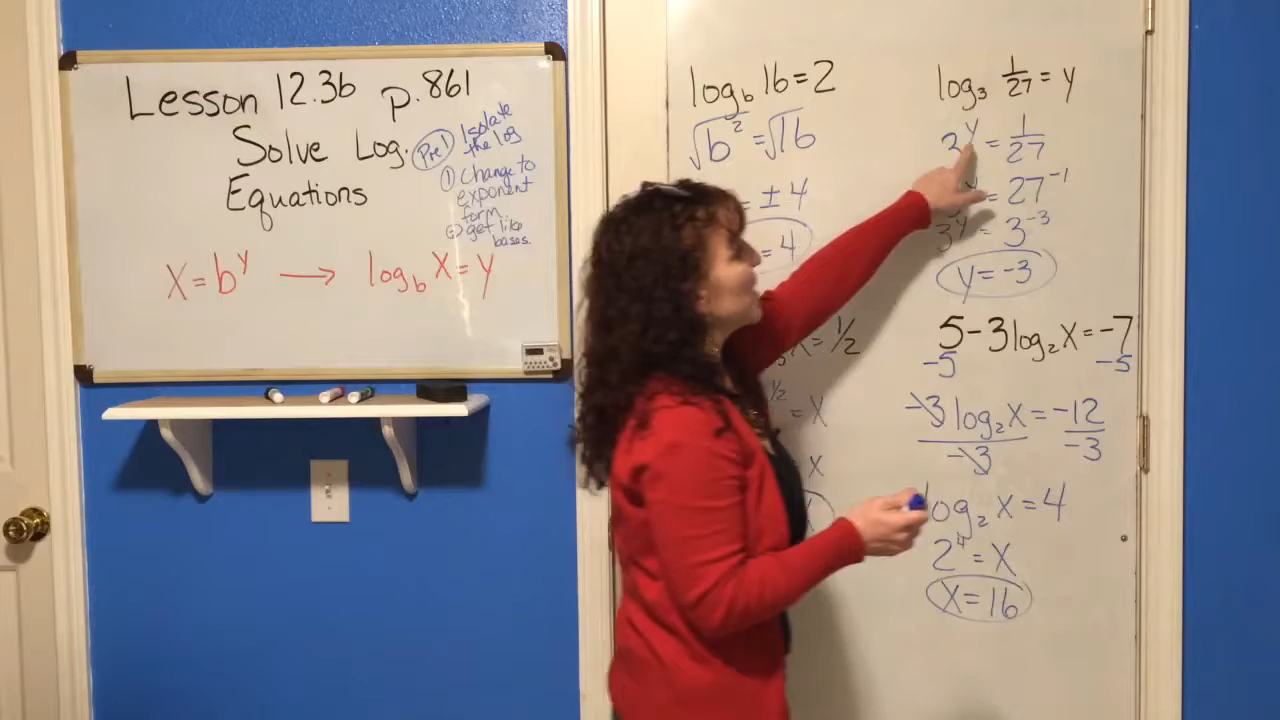 Lesson 12.3b p.861
Solve Log.
Equations
Pre! Isolate
the log
① Change to
exponent
form
② get like
bases.
x = b^y → log_b x = y
log_b 16 = 2
√b^2 = √16
= ± 4
= 4
x = 1/2
^1/2 = x
x
log_3 1/27 = y
3^y = 1/27
= 27^-1
3^y = 3^-3
y = -3
5 - 3log_2 x = -7
-5 -5
-3 log_2 x = -12
-3 -3
log_2 x = 4
2^4 = x
x = 16